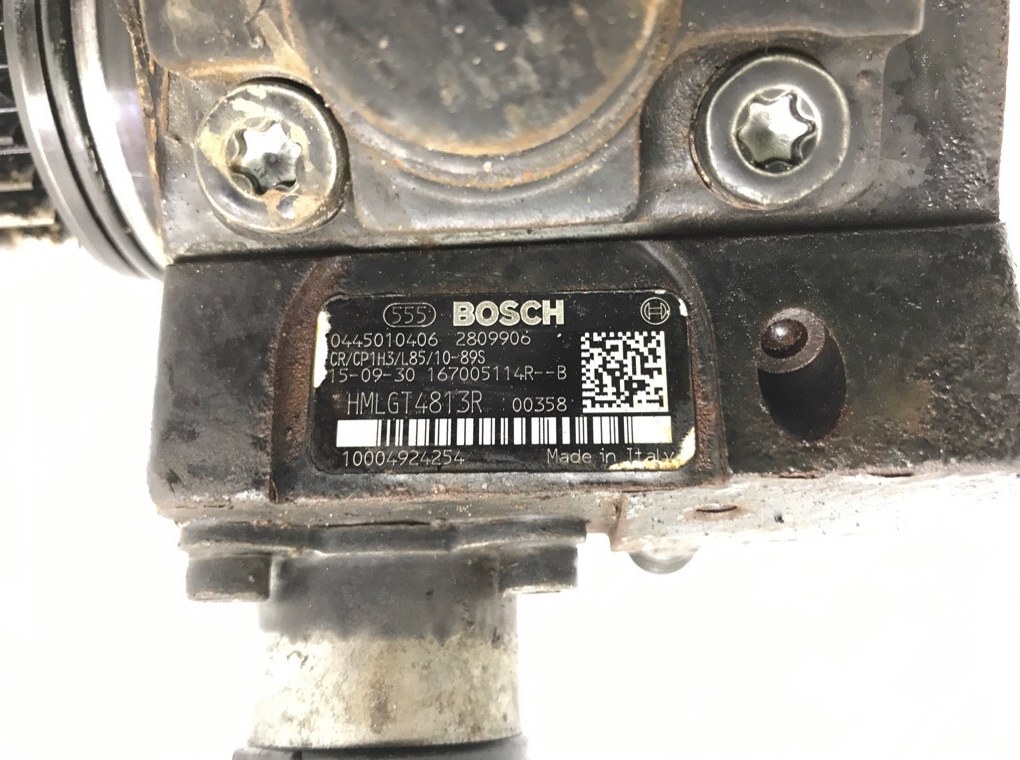 555 BOSCH
0445010406 2809906
CR/CP1H3/L85/10-89S
15-09-30 167005114R--B
HMLGT4813R 00358
10004924254 Made in Italy